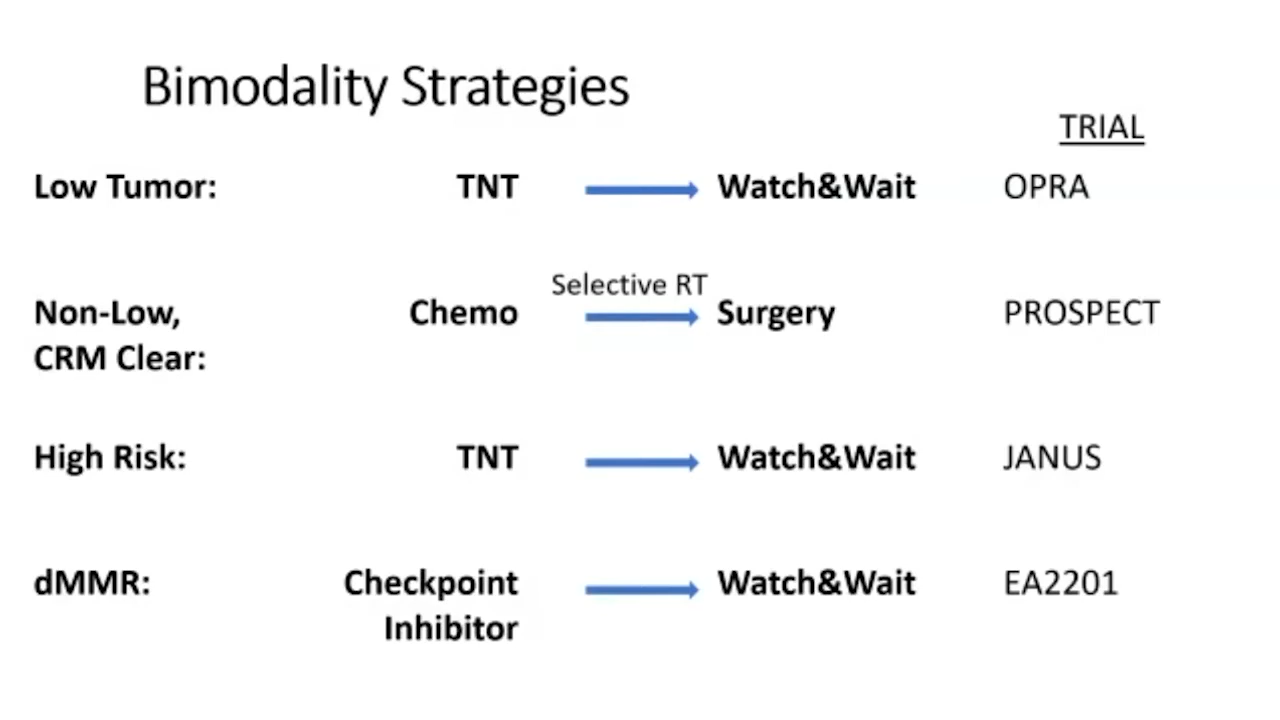 Bimodality Strategies
TRIAL
Low Tumor: TNT Watch&Wait OPRA
Selective RT
Non-Low, Chemo Surgery PROSPECT
CRM Clear:
High Risk: TNT Watch&Wait JANUS
dMMR: Checkpoint Watch&Wait EA2201
Inhibitor